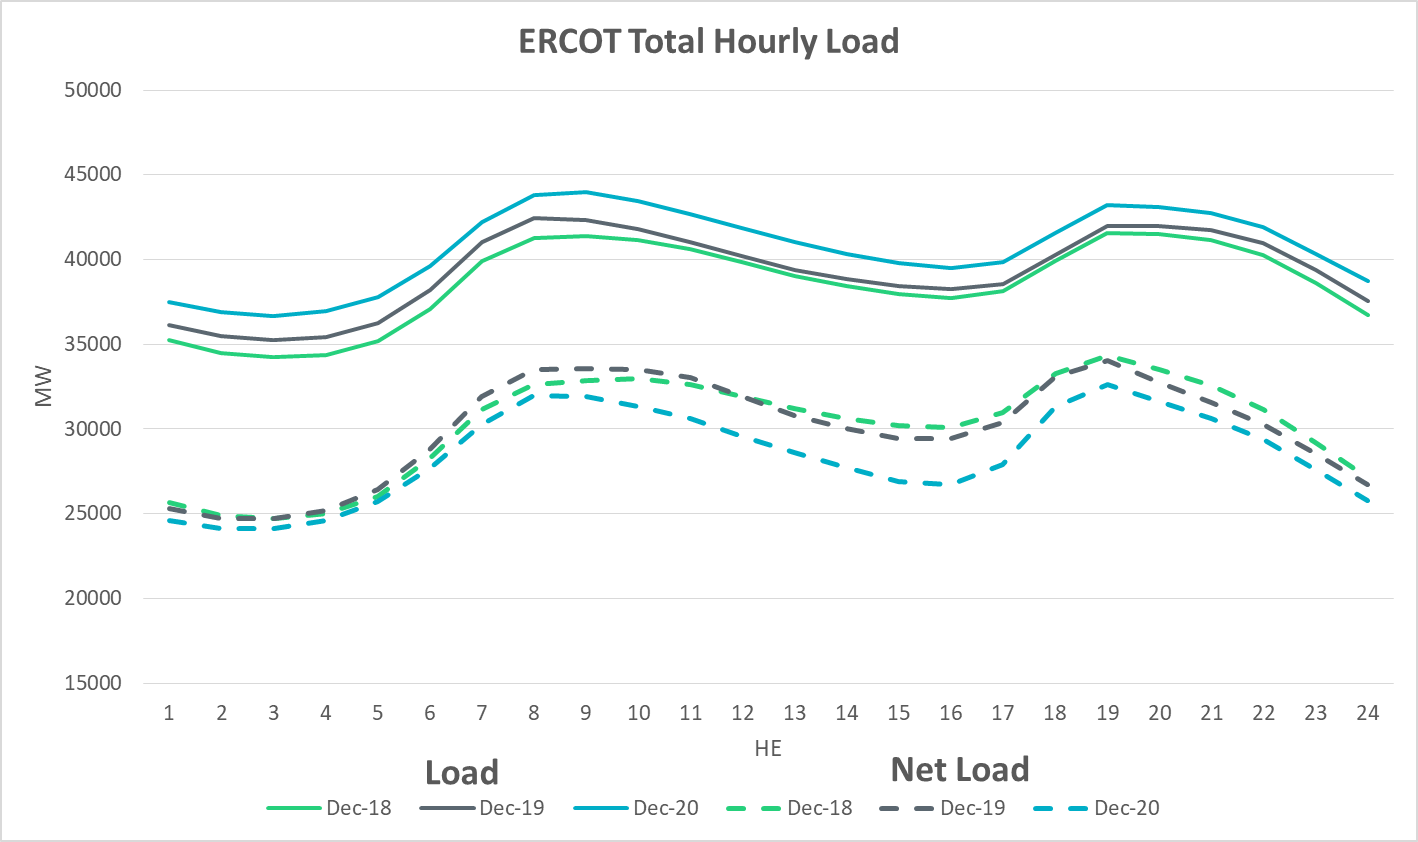 ERCOT Total Hourly Load
50000
45000
40000
35000
30000
25000
20000
15000
MW
1 2 3 4 5 6 7 8 9 10 11 12 13 14 15 16 17 18 19 20 21 22 23 24
HE
Load Net Load
Dec-18 Dec-19 Dec-20 Dec-18 Dec-19 Dec-20